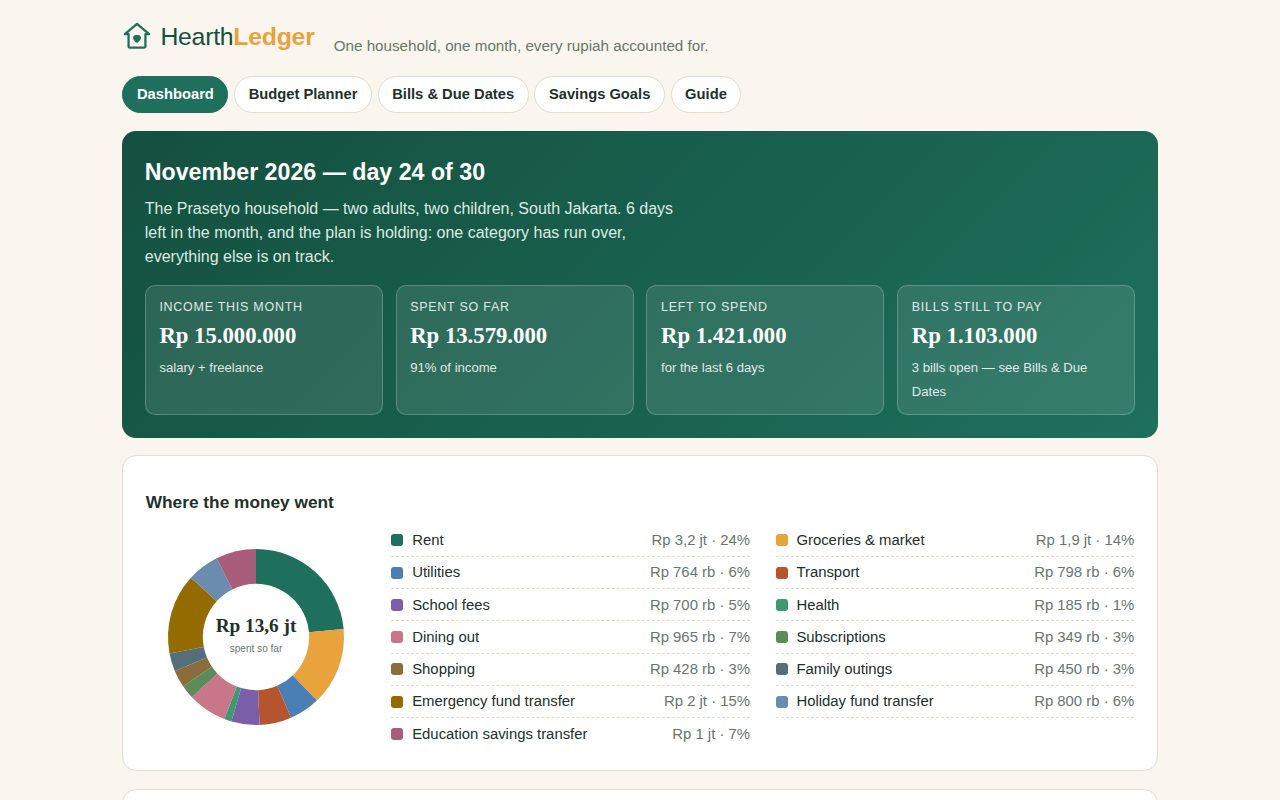 HearthLedger
One household, one month, every rupiah accounted for.
Dashboard
Budget Planner
Bills & Due Dates
Savings Goals
Guide
November 2026 — day 24 of 30
The Prasetyo household — two adults, two children, South Jakarta. 6 days
left in the month, and the plan is holding: one category has run over,
everything else is on track.
INCOME THIS MONTH
Rp 15.000.000
salary + freelance
SPENT SO FAR
Rp 13.579.000
91% of income
LEFT TO SPEND
Rp 1.421.000
for the last 6 days
BILLS STILL TO PAY
Rp 1.103.000
3 bills open — see Bills & Due
Dates
Where the money went
Rp 13,6 jt
spent so far
Rent Rp 3,2 jt · 24%
Groceries & market Rp 1,9 jt · 14%
Utilities Rp 764 rb · 6%
Transport Rp 798 rb · 6%
School fees Rp 700 rb · 5%
Health Rp 185 rb · 1%
Dining out Rp 965 rb · 7%
Subscriptions Rp 349 rb · 3%
Shopping Rp 428 rb · 3%
Family outings Rp 450 rb · 3%
Emergency fund transfer Rp 2 jt · 15%
Holiday fund transfer Rp 800 rb · 6%
Education savings transfer Rp 1 jt · 7%